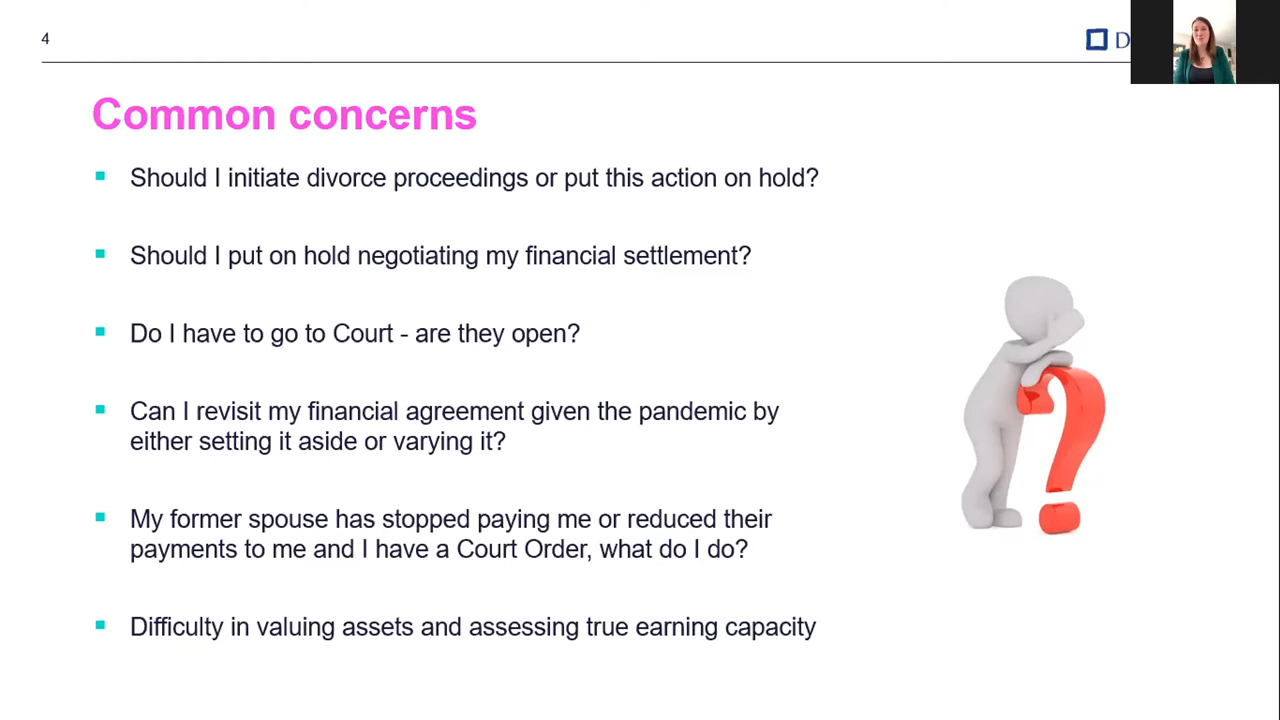 4
D
Common concerns
Should I initiate divorce proceedings or put this action on hold?
Should I put on hold negotiating my financial settlement?
Do I have to go to Court - are they open?
Can I revisit my financial agreement given the pandemic by
either setting it aside or varying it?
My former spouse has stopped paying me or reduced their
payments to me and I have a Court Order, what do I do?
Difficulty in valuing assets and assessing true earning capacity